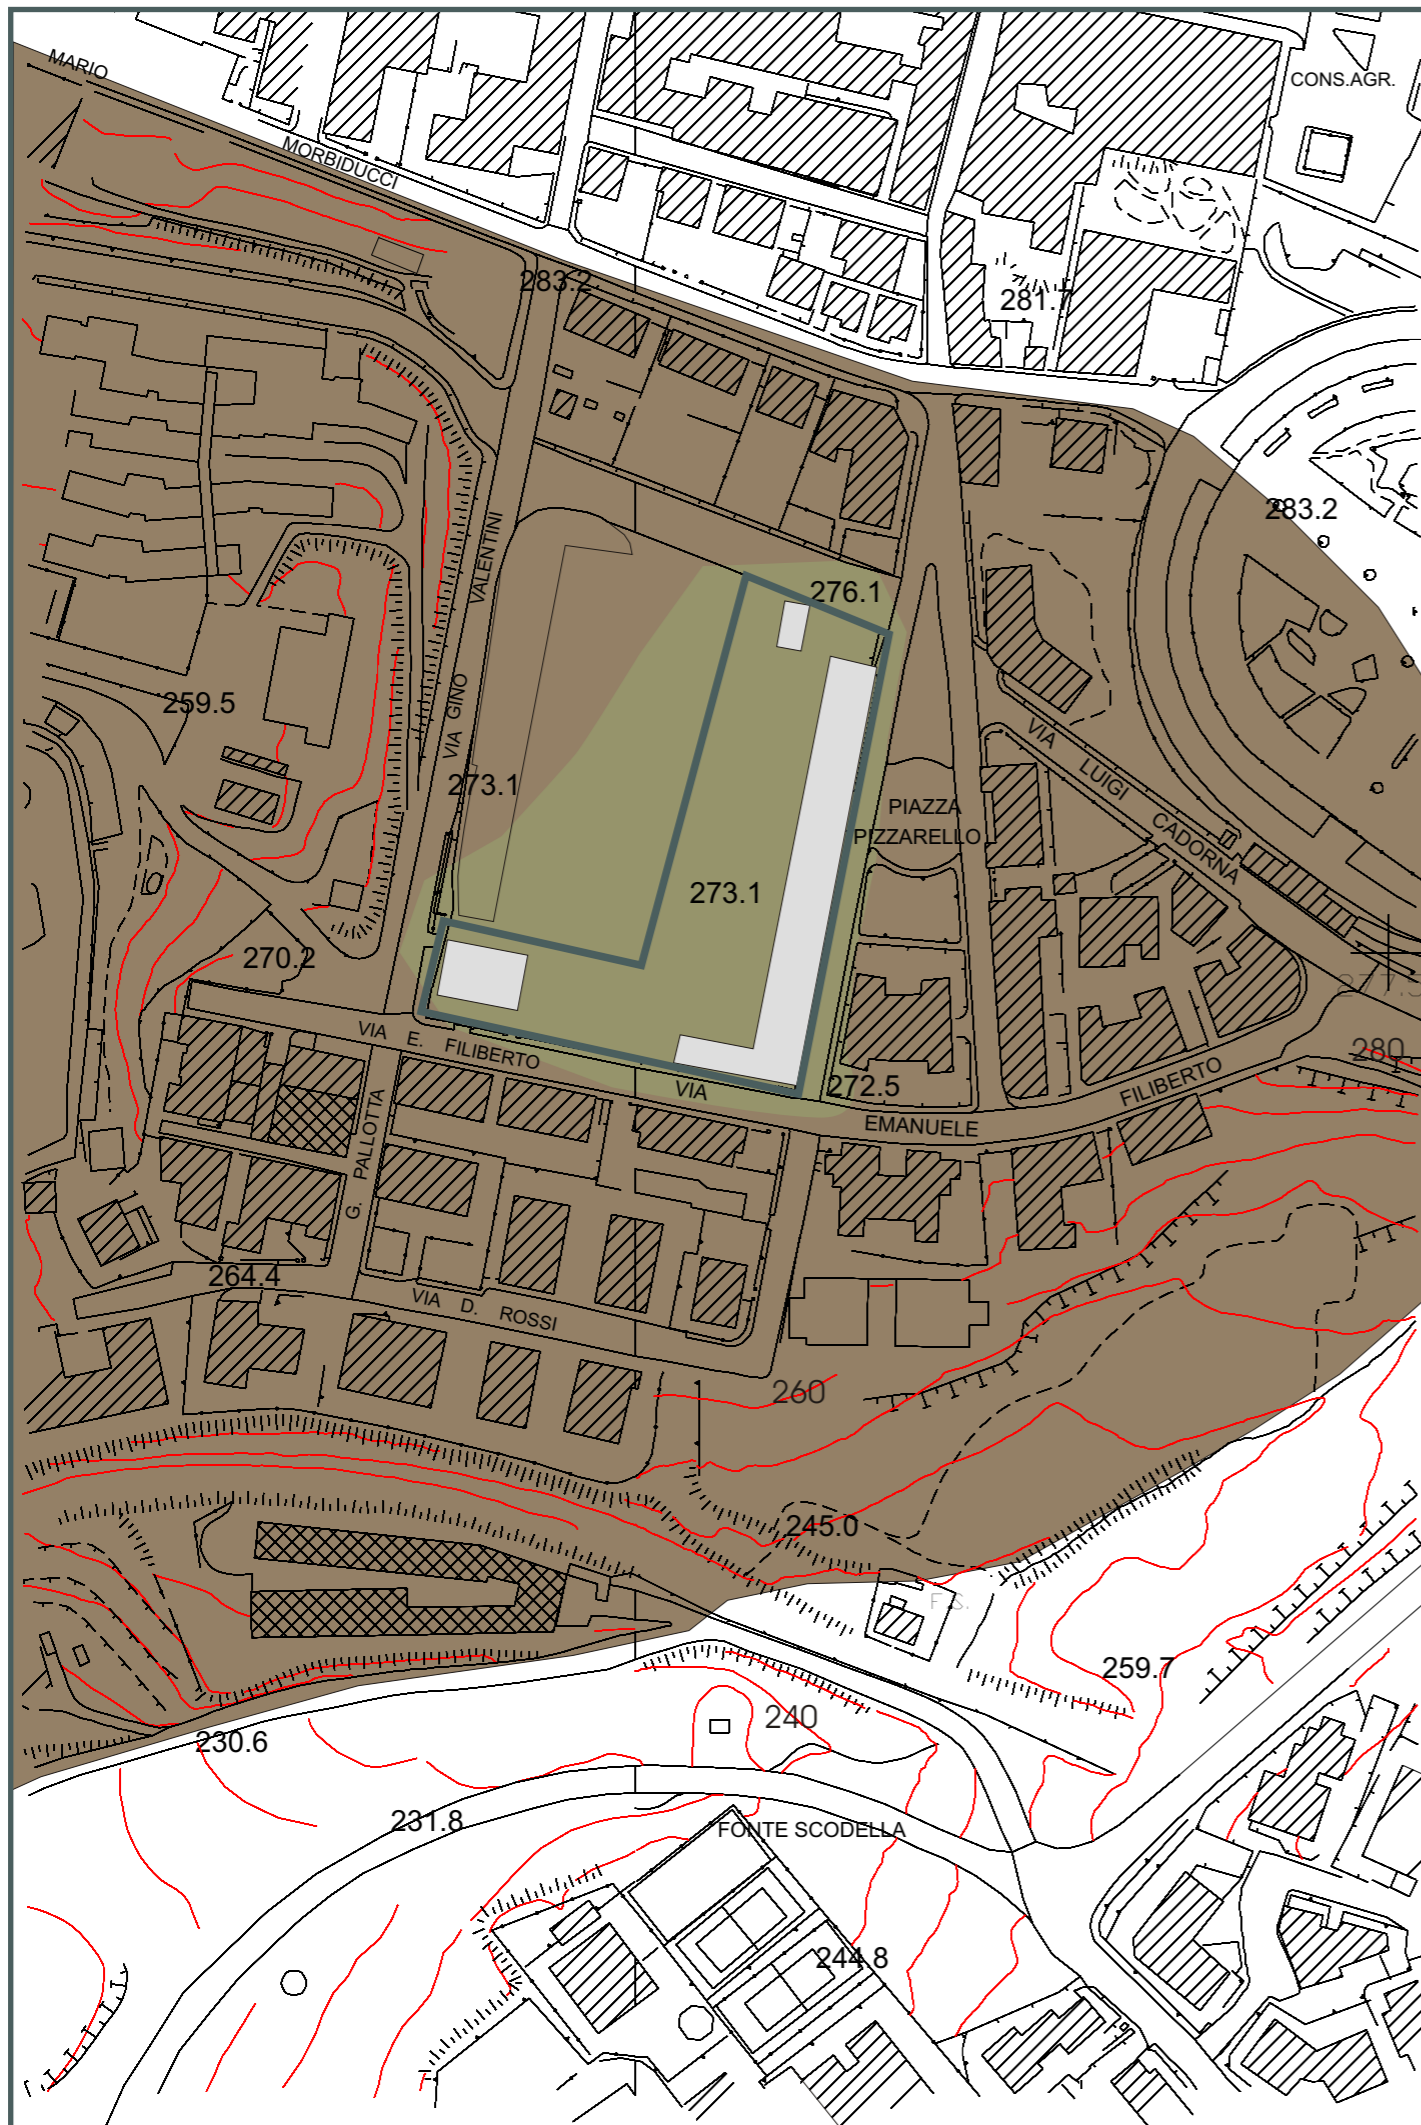 MARIO
CONS.AGR.
MORBIDUCCI
283.2
281.7
283.2
VALENTINI
276.1
VIA GINO
259.5
VIA
LUIGI
273.1
PIAZZA
PIZZARELLO
CADORNA
273.1
270.2
277.5
VIA E. FILIBERTO
280
VIA
272.5
FILIBERTO
EMANUELE
G. PALLOTTA
264.4
VIA D. ROSSI
260
245.0
F.S.
259.7
240
230.6
231.8
FONTE SCODELLA
244.8